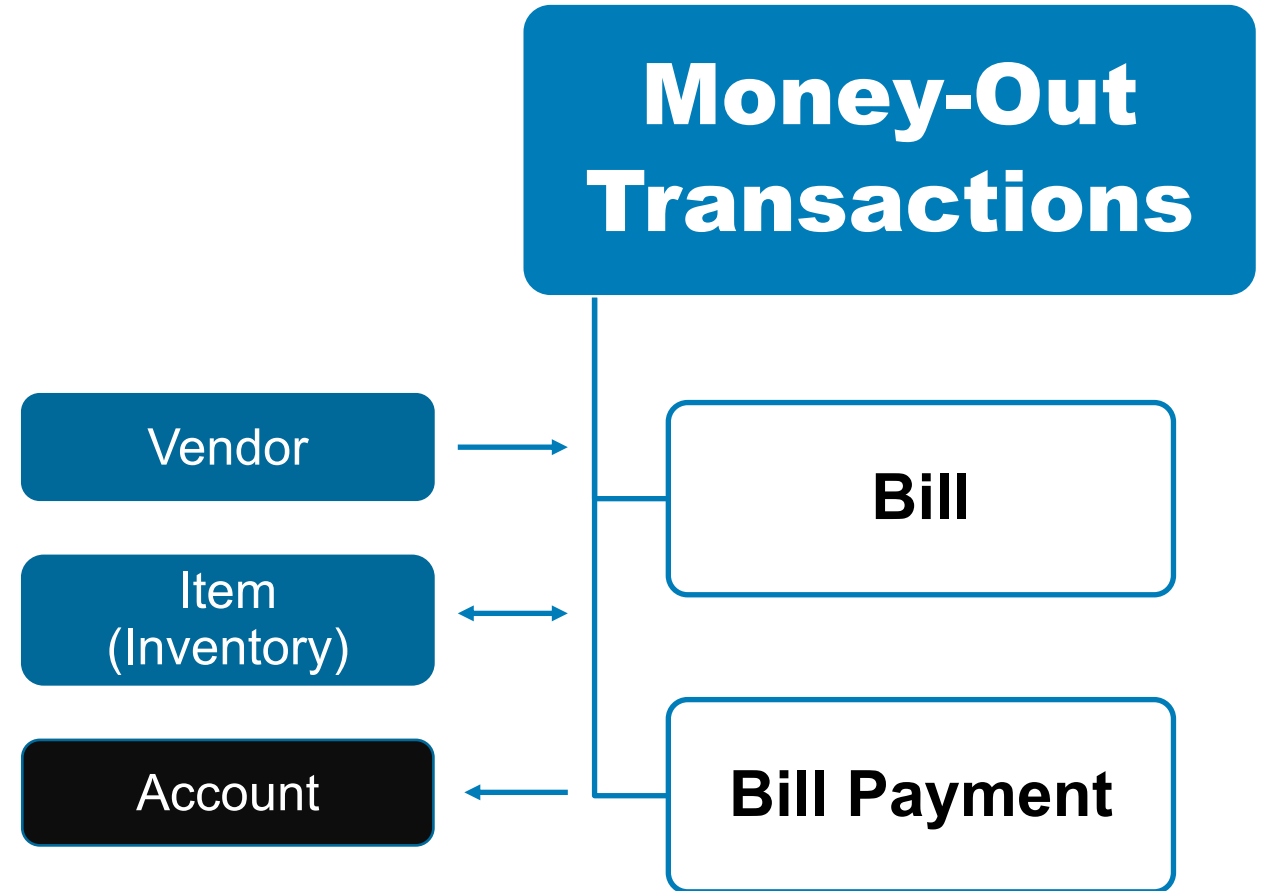 Money-Out
Transactions
Vendor
Bill
Item
(Inventory)
Account
Bill Payment